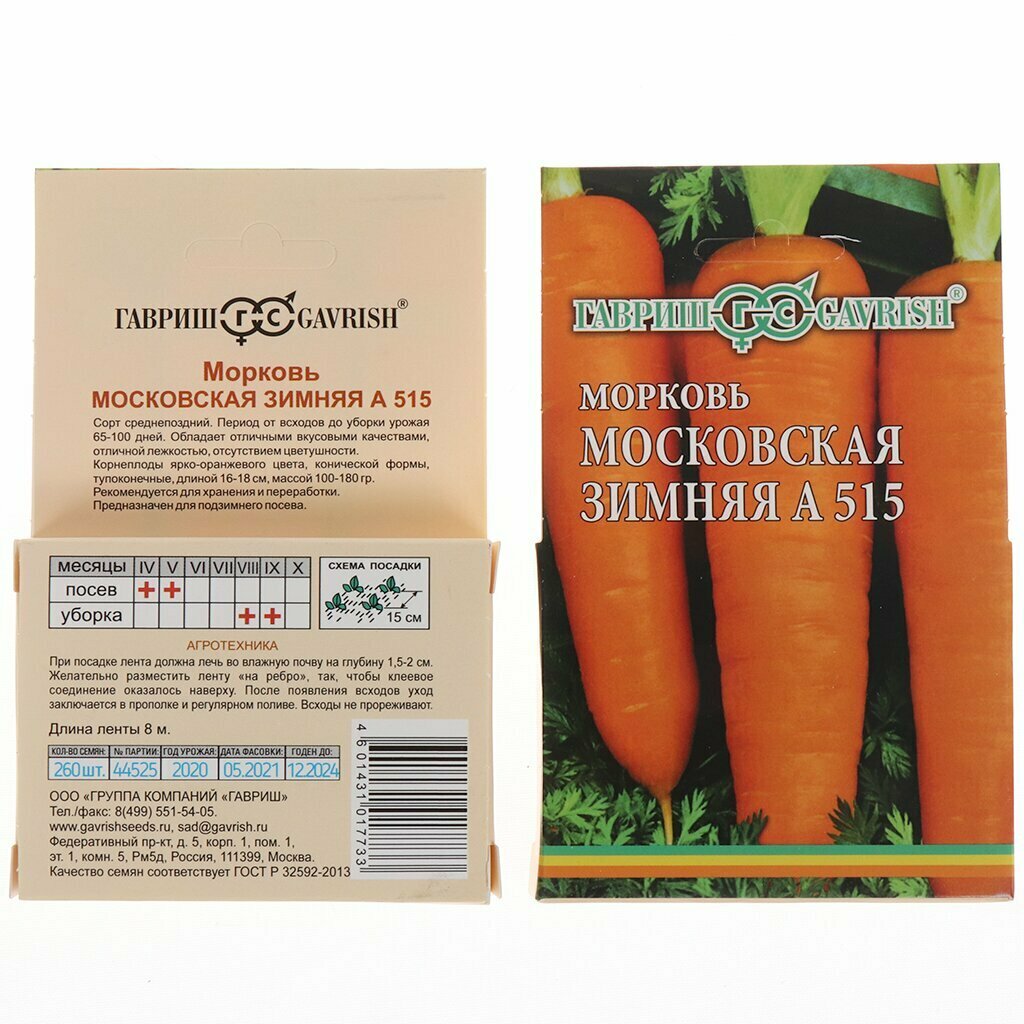 ГАВРИШ ГС GAVRISH®
Морковь
МОСКОВСКАЯ ЗИМНЯЯ А 515
Сорт среднепоздний. Период от всходов до уборки урожая
65-100 дней. Обладает отличными вкусовыми качествами,
отличной лежкостью, отсутствием цветушности.
Корнеплоды ярко-оранжевого цвета, конической формы,
тупоконечные, длиной 16-18 см, массой 100-180 гр.
Рекомендуется для хранения и переработки.
Предназначен для подзимнего посева.
месяцы IV V VI VII VIII IX X
посев + +
уборка + +
СХЕМА ПОСАДКИ
15 см
АГРОТЕХНИКА
При посадке лента должна лечь во влажную почву на глубину 1,5-2 см.
Желательно разместить ленту «на ребро», так, чтобы клеевое
соединение оказалось наверху. После появления всходов уход
заключается в прополке и регулярном поливе. Всходы не прореживают.
Длина ленты 8 м.
КОЛ-ВО СЕМЯН: № ПАРТИИ: ГОД УРОЖАЯ: ДАТА ФАСОВКИ: ГОДЕН ДО:
260 шт. 44525 2020 05.2021 12.2024
ООО «ГРУППА КОМПАНИЙ «ГАВРИШ»
Тел./факс: 8(499) 551-54-05.
www.gavrishseeds.ru, sad@gavrish.ru
Федеративный пр-кт, д. 5, корп. 1, пом. 1,
эт. 1, комн. 5, Рм5д, Россия, 111399, Москва.
Качество семян соответствует ГОСТ Р 32592-2013
4 601431 017733
ГАВРИШ ГС GAVRISH®
МОРКОВЬ
МОСКОВСКАЯ
ЗИМНЯЯ А 515